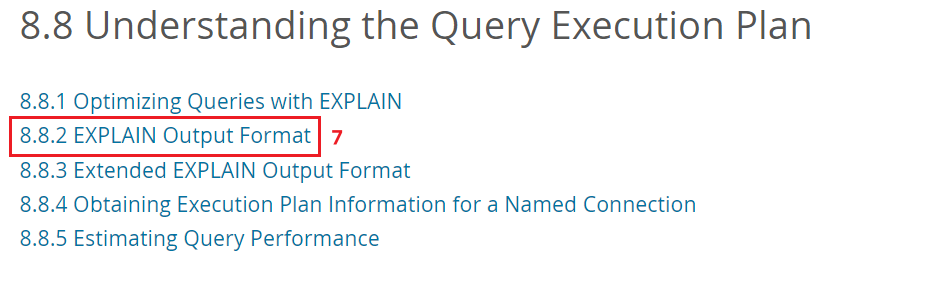 8.8 Understanding the Query Execution Plan
8.8.1 Optimizing Queries with EXPLAIN
8.8.2 EXPLAIN Output Format 7
8.8.3 Extended EXPLAIN Output Format
8.8.4 Obtaining Execution Plan Information for a Named Connection
8.8.5 Estimating Query Performance